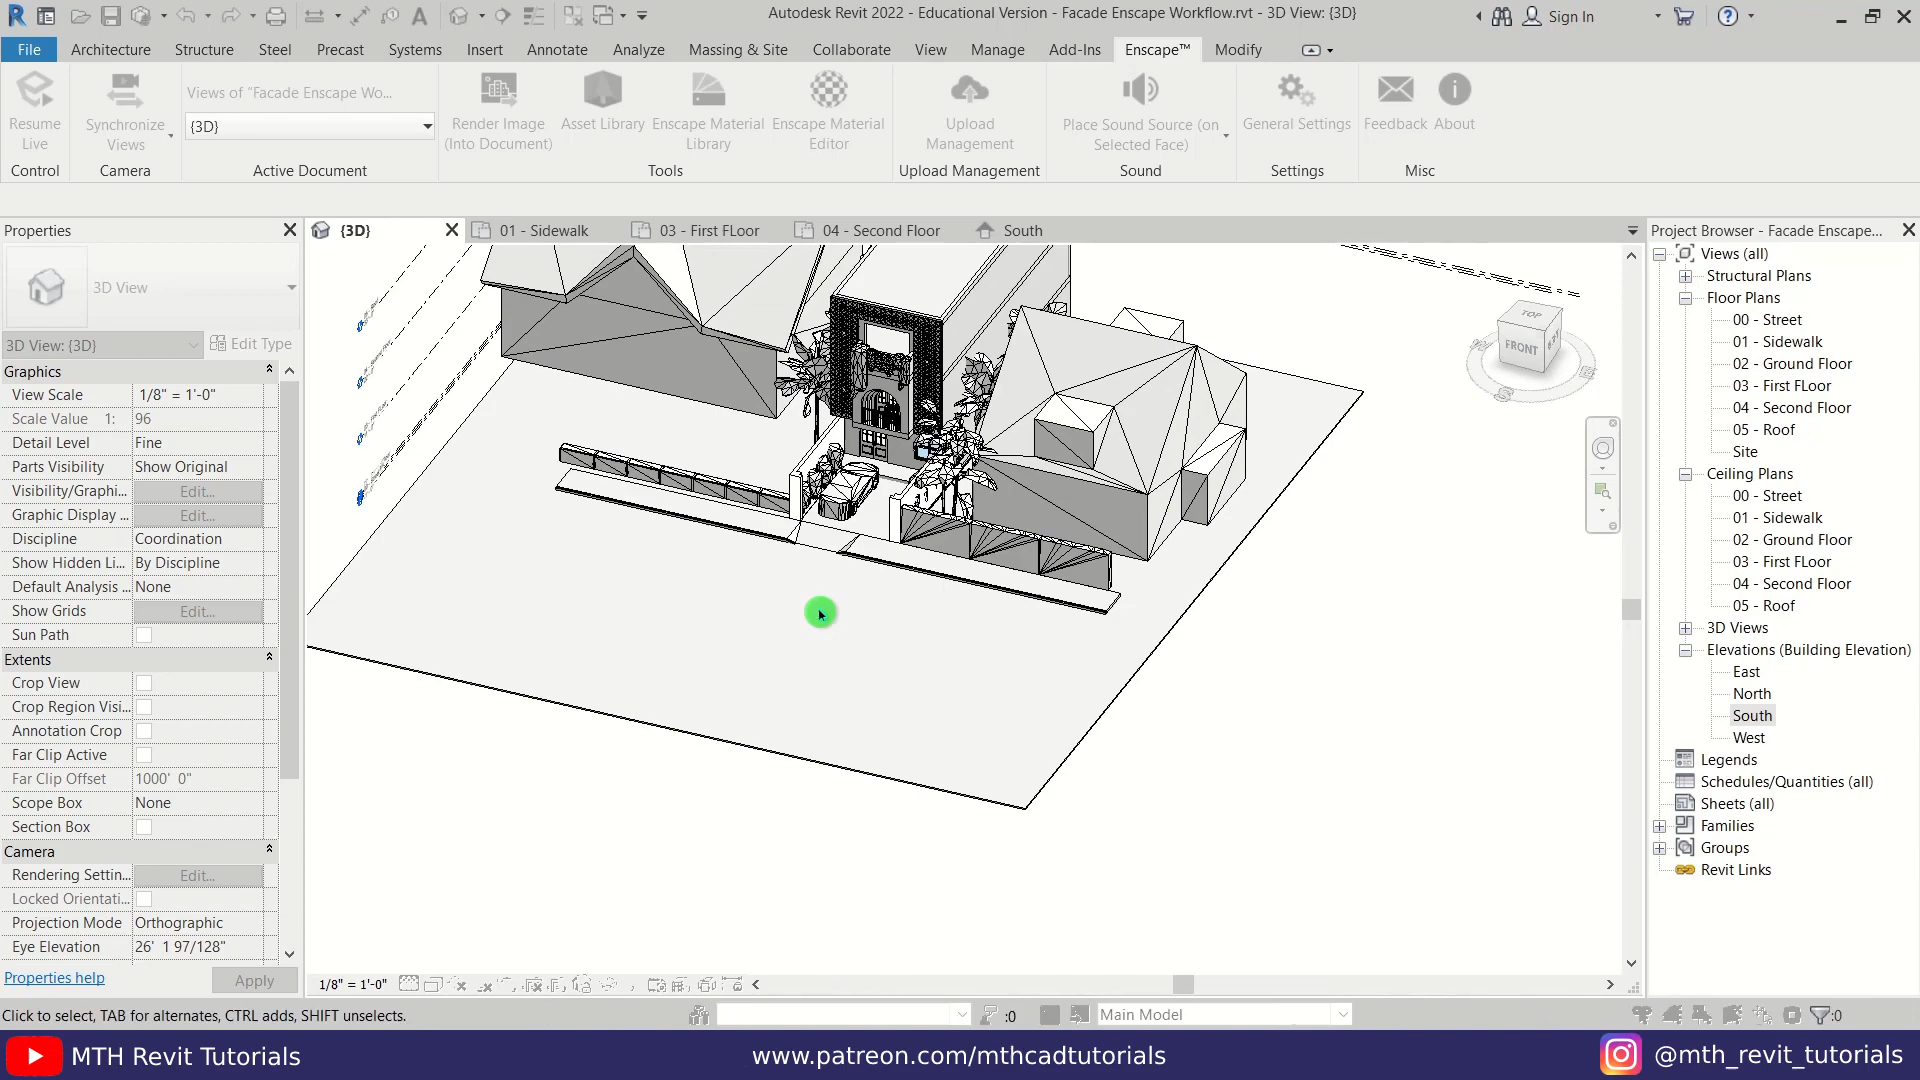 Autodesk Revit 2022 - Educational Version - Facade Enscape Workflow.rvt - 3D View: {3D}
Sign In
File Architecture Structure Steel Precast Systems Insert Annotate Analyze Massing & Site Collaborate View Manage Add-Ins Enscape™ Modify
Resume Live
Synchronize Views
Views of "Facade Enscape Wo...
{3D}
Render Image (Into Document)
Asset Library
Enscape Material Library
Enscape Material Editor
Upload Management
Place Sound Source (on Selected Face)
General Settings
Feedback
About
Control Camera Active Document Tools Upload Management Sound Settings Misc
Properties
{3D} 01 - Sidewalk 03 - First FLoor 04 - Second Floor South
Project Browser - Facade Enscape...
3D View
3D View: {3D} Edit Type
Graphics
View Scale 1/8" = 1'-0"
Scale Value 1: 96
Detail Level Fine
Parts Visibility Show Original
Visibility/Graphi... Edit...
Graphic Display ... Edit...
Discipline Coordination
Show Hidden Li... By Discipline
Default Analysis ... None
Show Grids Edit...
Sun Path
Extents
Crop View
Crop Region Visi...
Annotation Crop
Far Clip Active
Far Clip Offset 1000' 0"
Scope Box None
Section Box
Camera
Rendering Settin... Edit...
Locked Orientati...
Projection Mode Orthographic
Eye Elevation 26' 1 97/128"
Properties help Apply
TOP
FRONT
S
Views (all)
Structural Plans
Floor Plans
00 - Street
01 - Sidewalk
02 - Ground Floor
03 - First FLoor
04 - Second Floor
05 - Roof
Site
Ceiling Plans
00 - Street
01 - Sidewalk
02 - Ground Floor
03 - First FLoor
04 - Second Floor
05 - Roof
3D Views
Elevations (Building Elevation)
East
North
South
West
Legends
Schedules/Quantities (all)
Sheets (all)
Families
Groups
Revit Links
1/8" = 1'-0"
Click to select, TAB for alternates, CTRL adds, SHIFT unselects.
:0
Main Model
:0
MTH Revit Tutorials
www.patreon.com/mthcadtutorials
@mth_revit_tutorials